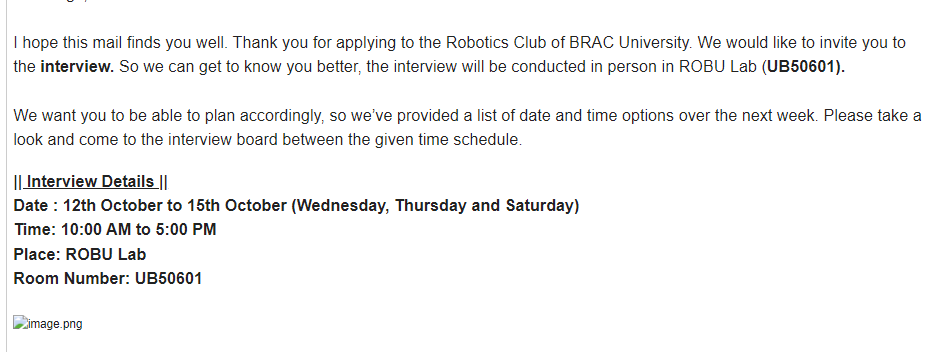 I hope this mail finds you well. Thank you for applying to the Robotics Club of BRAC University. We would like to invite you to
the interview. So we can get to know you better, the interview will be conducted in person in ROBU Lab (UB50601).
We want you to be able to plan accordingly, so we’ve provided a list of date and time options over the next week. Please take a
look and come to the interview board between the given time schedule.
|| Interview Details ||
Date : 12th October to 15th October (Wednesday, Thursday and Saturday)
Time: 10:00 AM to 5:00 PM
Place: ROBU Lab
Room Number: UB50601
image.png